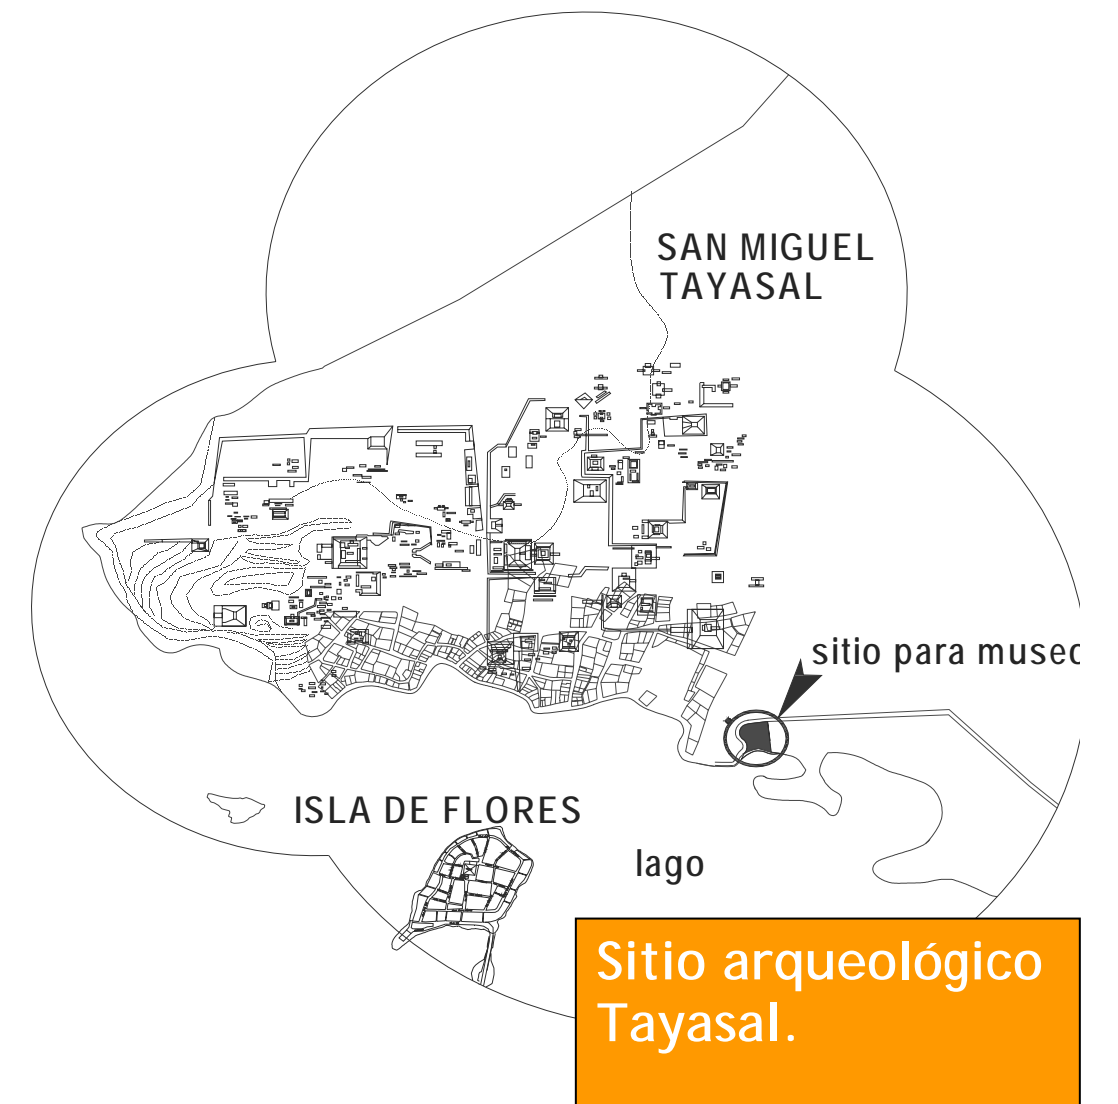 SAN MIGUEL
TAYASAL
sitio para museo
ISLA DE FLORES
lago
Sitio arqueológico
Tayasal.